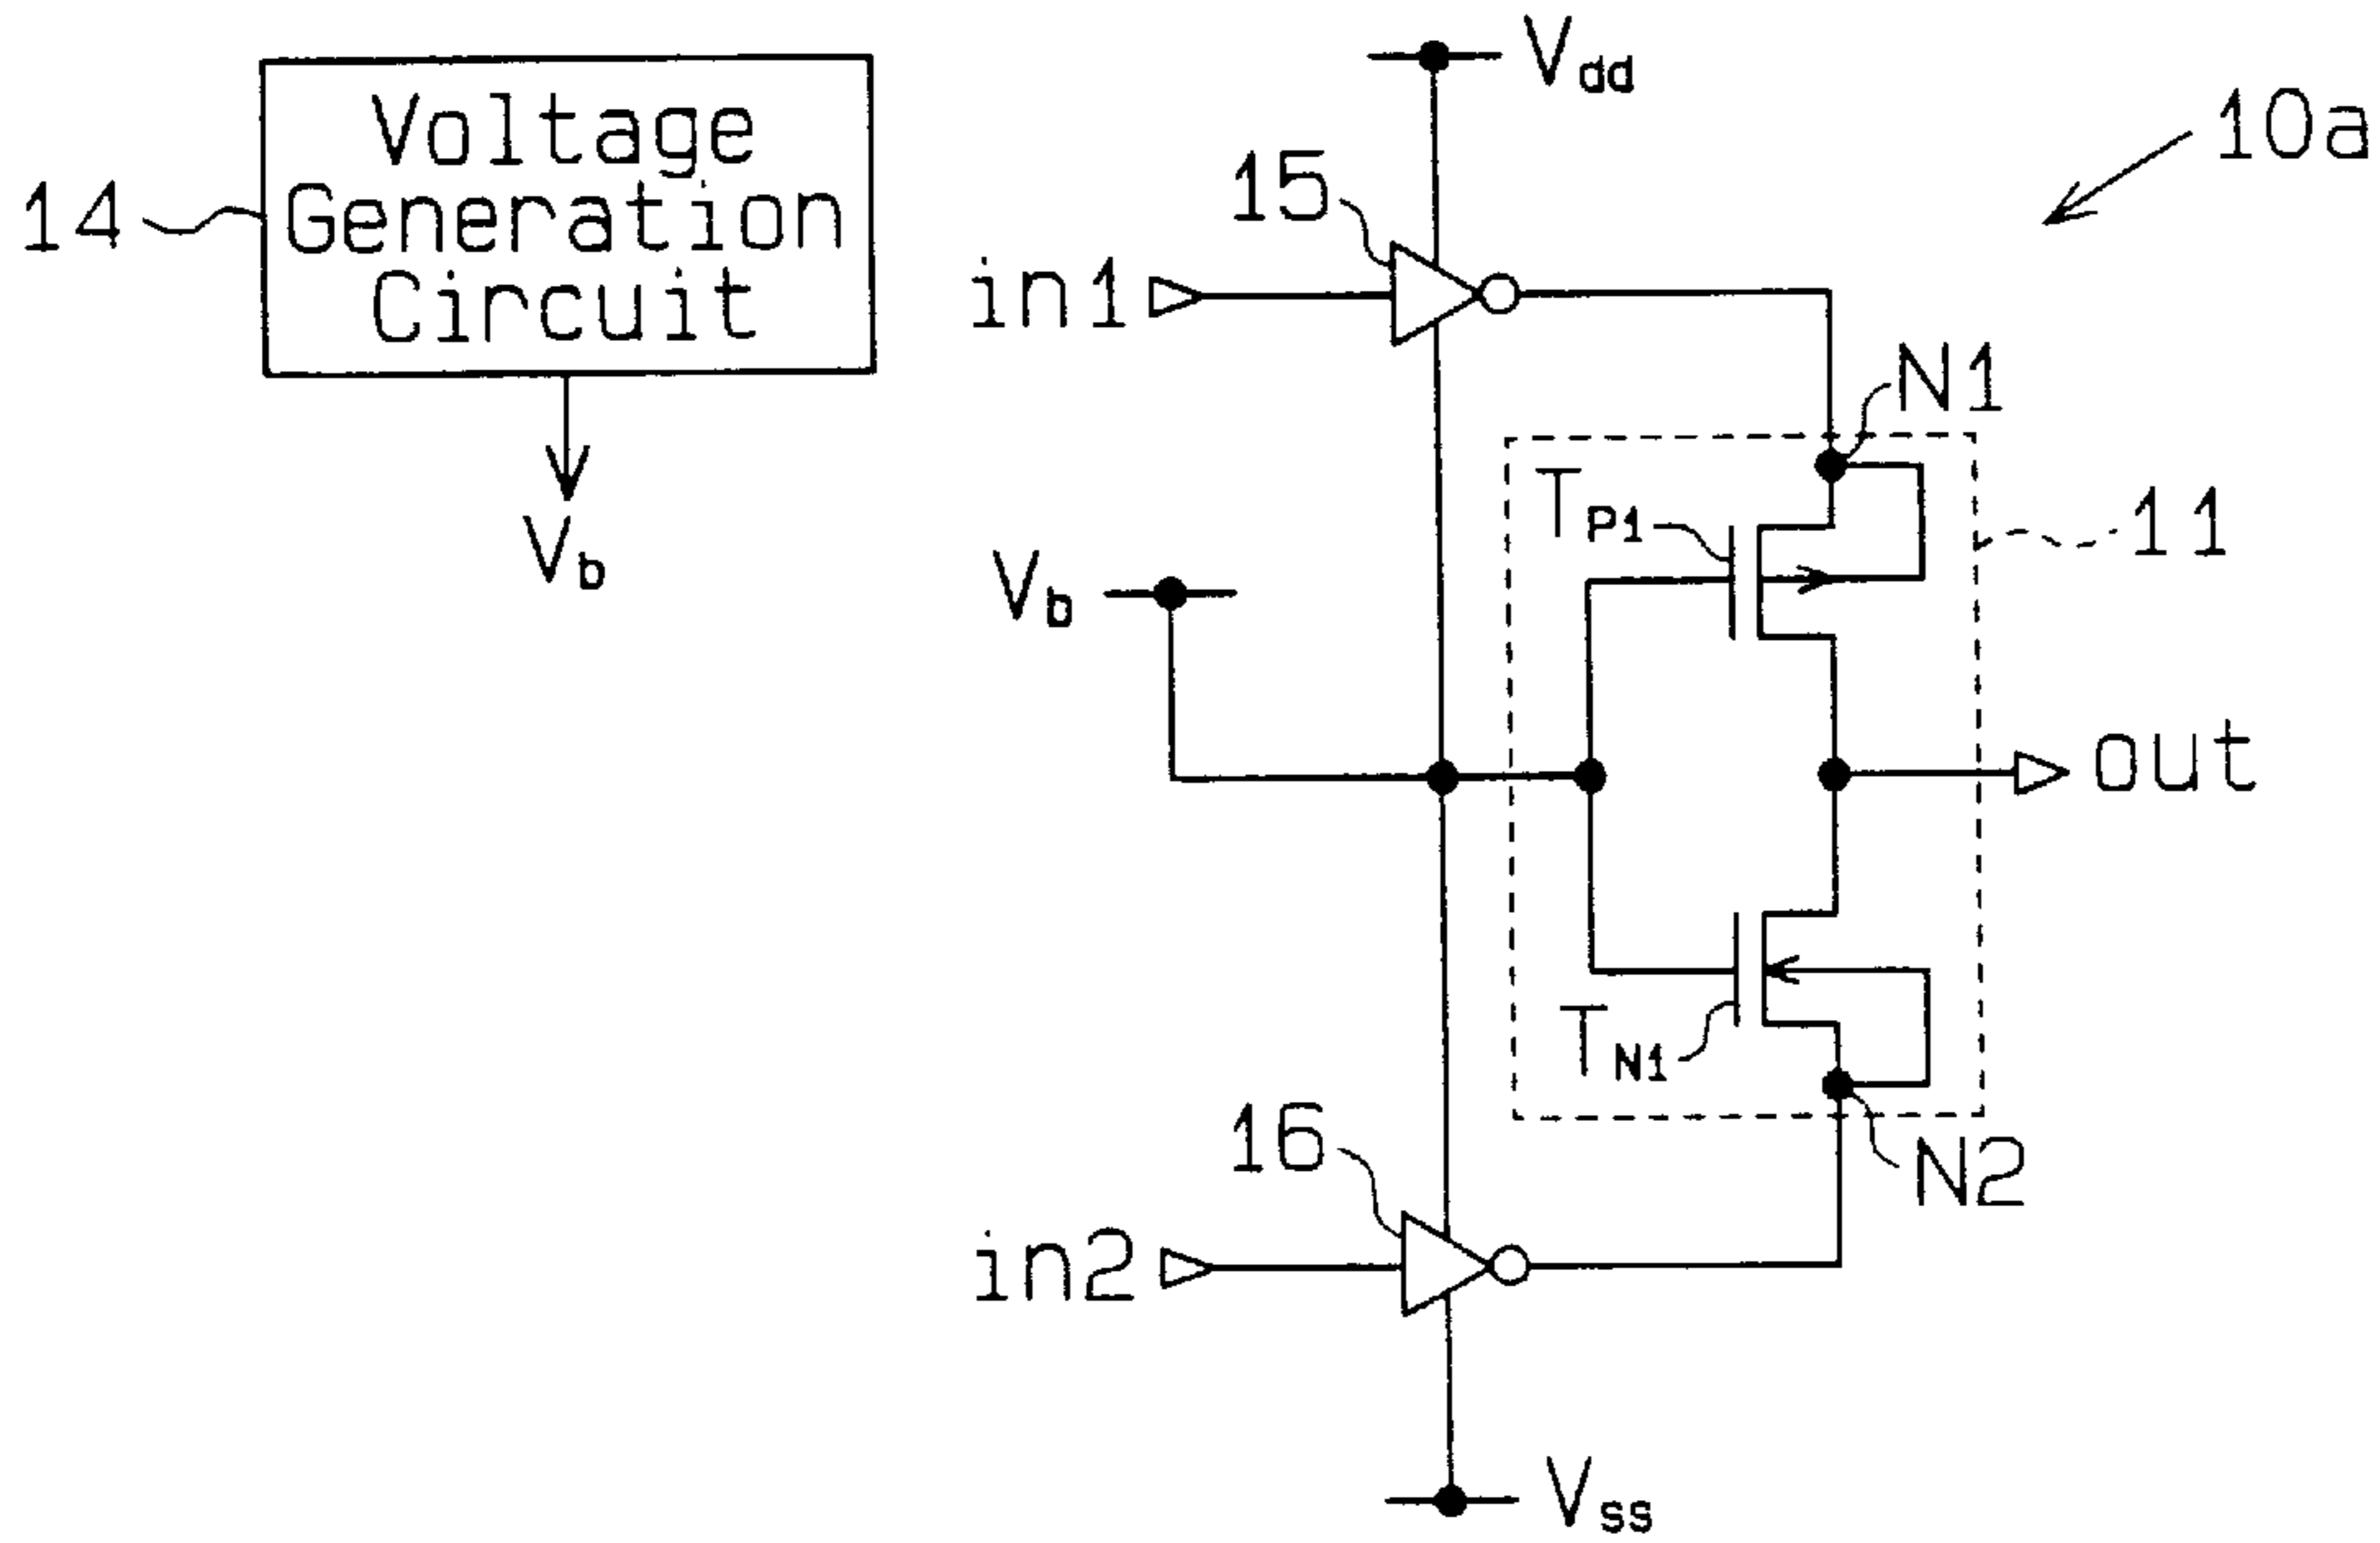 Voltage
Generation
Circuit
14
Vb
Vdd
10a
15
in1
N1
TP1
11
Vb
out
TN1
16
N2
in2
Vss